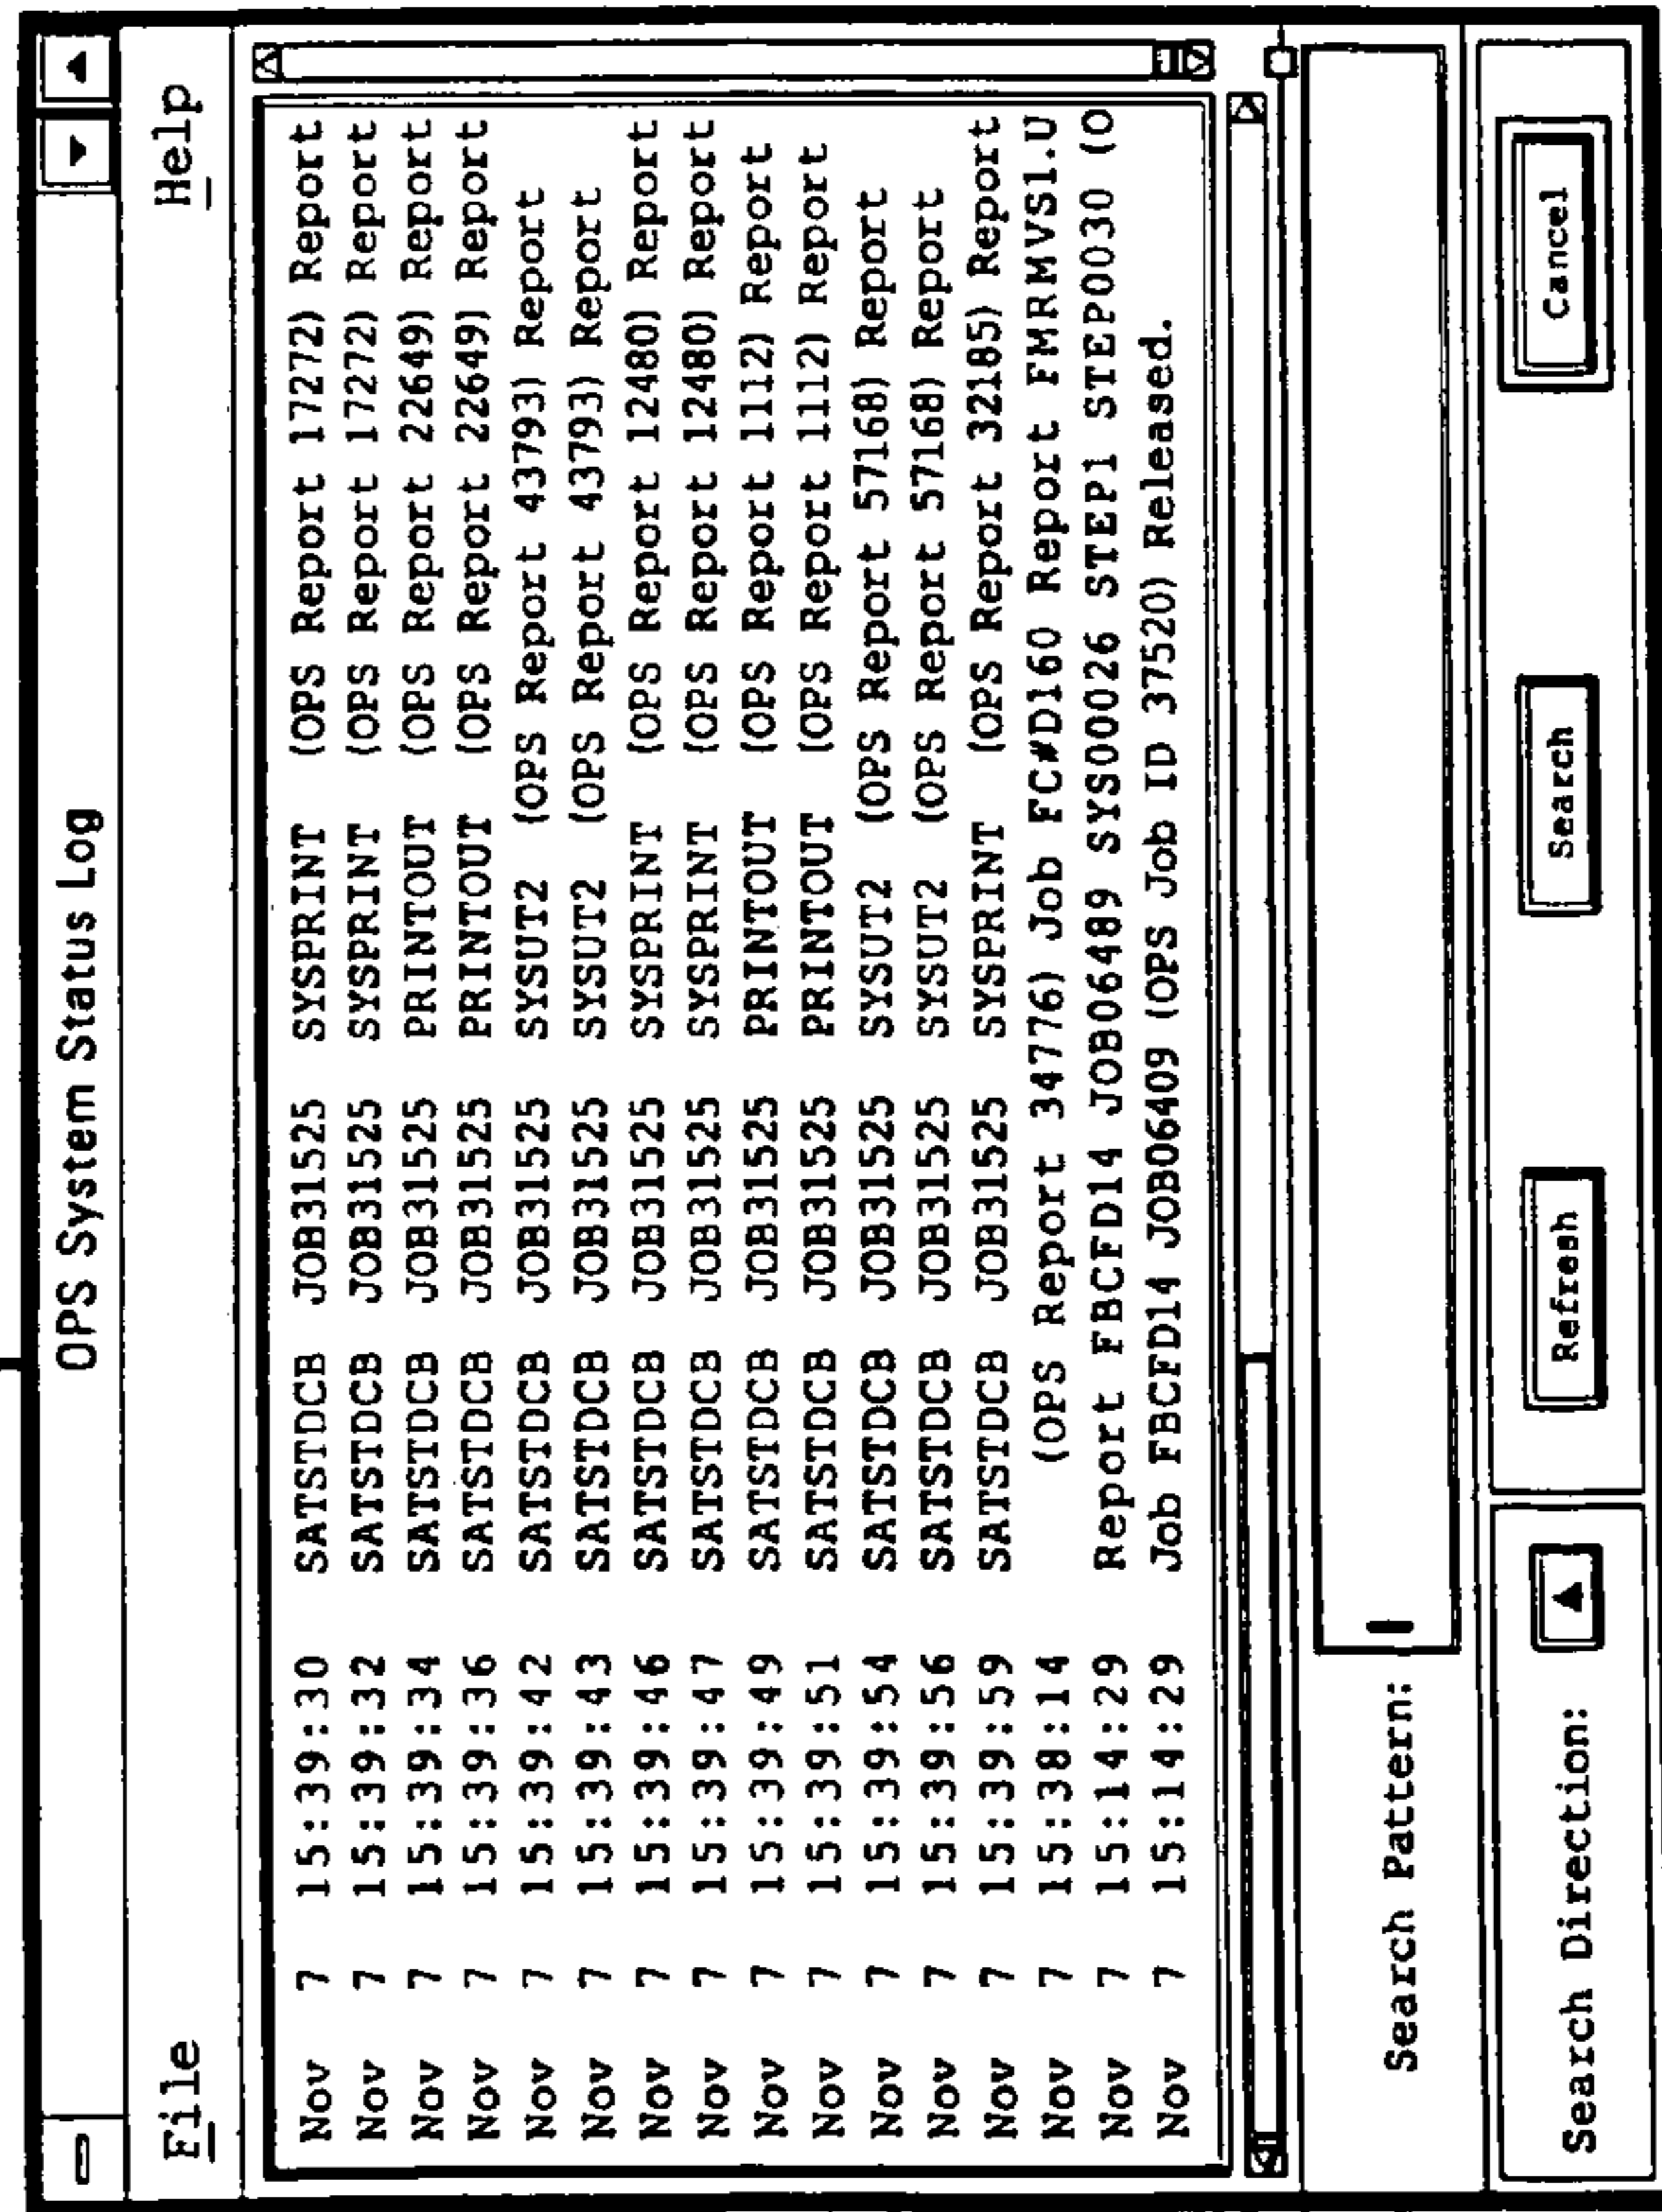 OPS System Status Log
File Help
Nov 7 15:39:30 SATSTDCB JOB31525 SYSPRINT (OPS Report 17272) Report
Nov 7 15:39:32 SATSTDCB JOB31525 SYSPRINT (OPS Report 17272) Report
Nov 7 15:39:34 SATSTDCB JOB31525 PRINTOUT (OPS Report 22649) Report
Nov 7 15:39:36 SATSTDCB JOB31525 PRINTOUT (OPS Report 22649) Report
Nov 7 15:39:42 SATSTDCB JOB31525 SYSUT2 (OPS Report 43793) Report
Nov 7 15:39:43 SATSTDCB JOB31525 SYSUT2 (OPS Report 43793) Report
Nov 7 15:39:46 SATSTDCB JOB31525 SYSPRINT (OPS Report 12480) Report
Nov 7 15:39:47 SATSTDCB JOB31525 SYSPRINT (OPS Report 12480) Report
Nov 7 15:39:49 SATSTDCB JOB31525 PRINTOUT (OPS Report 1112) Report
Nov 7 15:39:51 SATSTDCB JOB31525 PRINTOUT (OPS Report 1112) Report
Nov 7 15:39:54 SATSTDCB JOB31525 SYSUT2 (OPS Report 57168) Report
Nov 7 15:39:56 SATSTDCB JOB31525 SYSUT2 (OPS Report 57168) Report
Nov 7 15:39:59 SATSTDCB JOB31525 SYSPRINT (OPS Report 32185) Report
Nov 7 15:38:14 (OPS Report 34776) Job FC#D160 Report FMRMVS1.U
Nov 7 15:14:29 Report FBCFD14 JOB06489 SYS00026 STEP1 STEP0030 (O
Nov 7 15:14:29 Job FBCFD14 JOB06409 (OPS Job ID 37520) Released.
Search Pattern:
Search Direction: Refresh Search Cancel